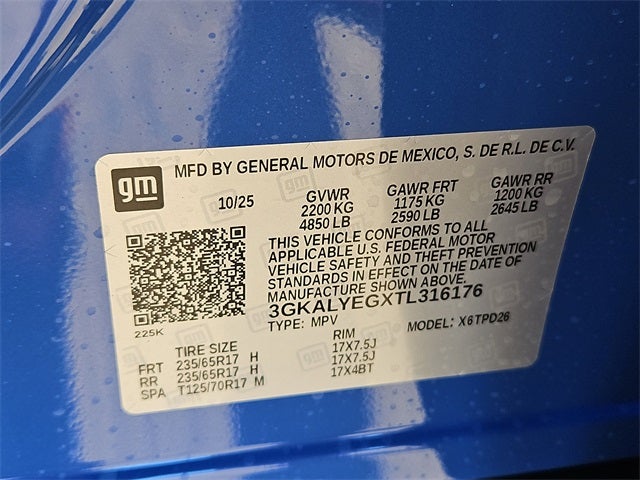 gm
MFD BY GENERAL MOTORS DE MEXICO, S. DE R.L. DE C.V.
10/25 GVWR GAWR FRT GAWR RR
2200 KG 1175 KG 1200 KG
4850 LB 2590 LB 2645 LB
THIS VEHICLE CONFORMS TO ALL
APPLICABLE U.S. FEDERAL MOTOR
VEHICLE SAFETY AND THEFT PREVENTION
STANDARDS IN EFFECT ON THE DATE OF
MANUFACTURE SHOWN ABOVE.
3GKALYEGXTL316176
225K
TYPE: MPV MODEL: X6TPD26
TIRE SIZE RIM
FRT 235/65R17 H 17X7.5J
RR 235/65R17 H 17X7.5J
SPA T125/70R17 M 17X4BT